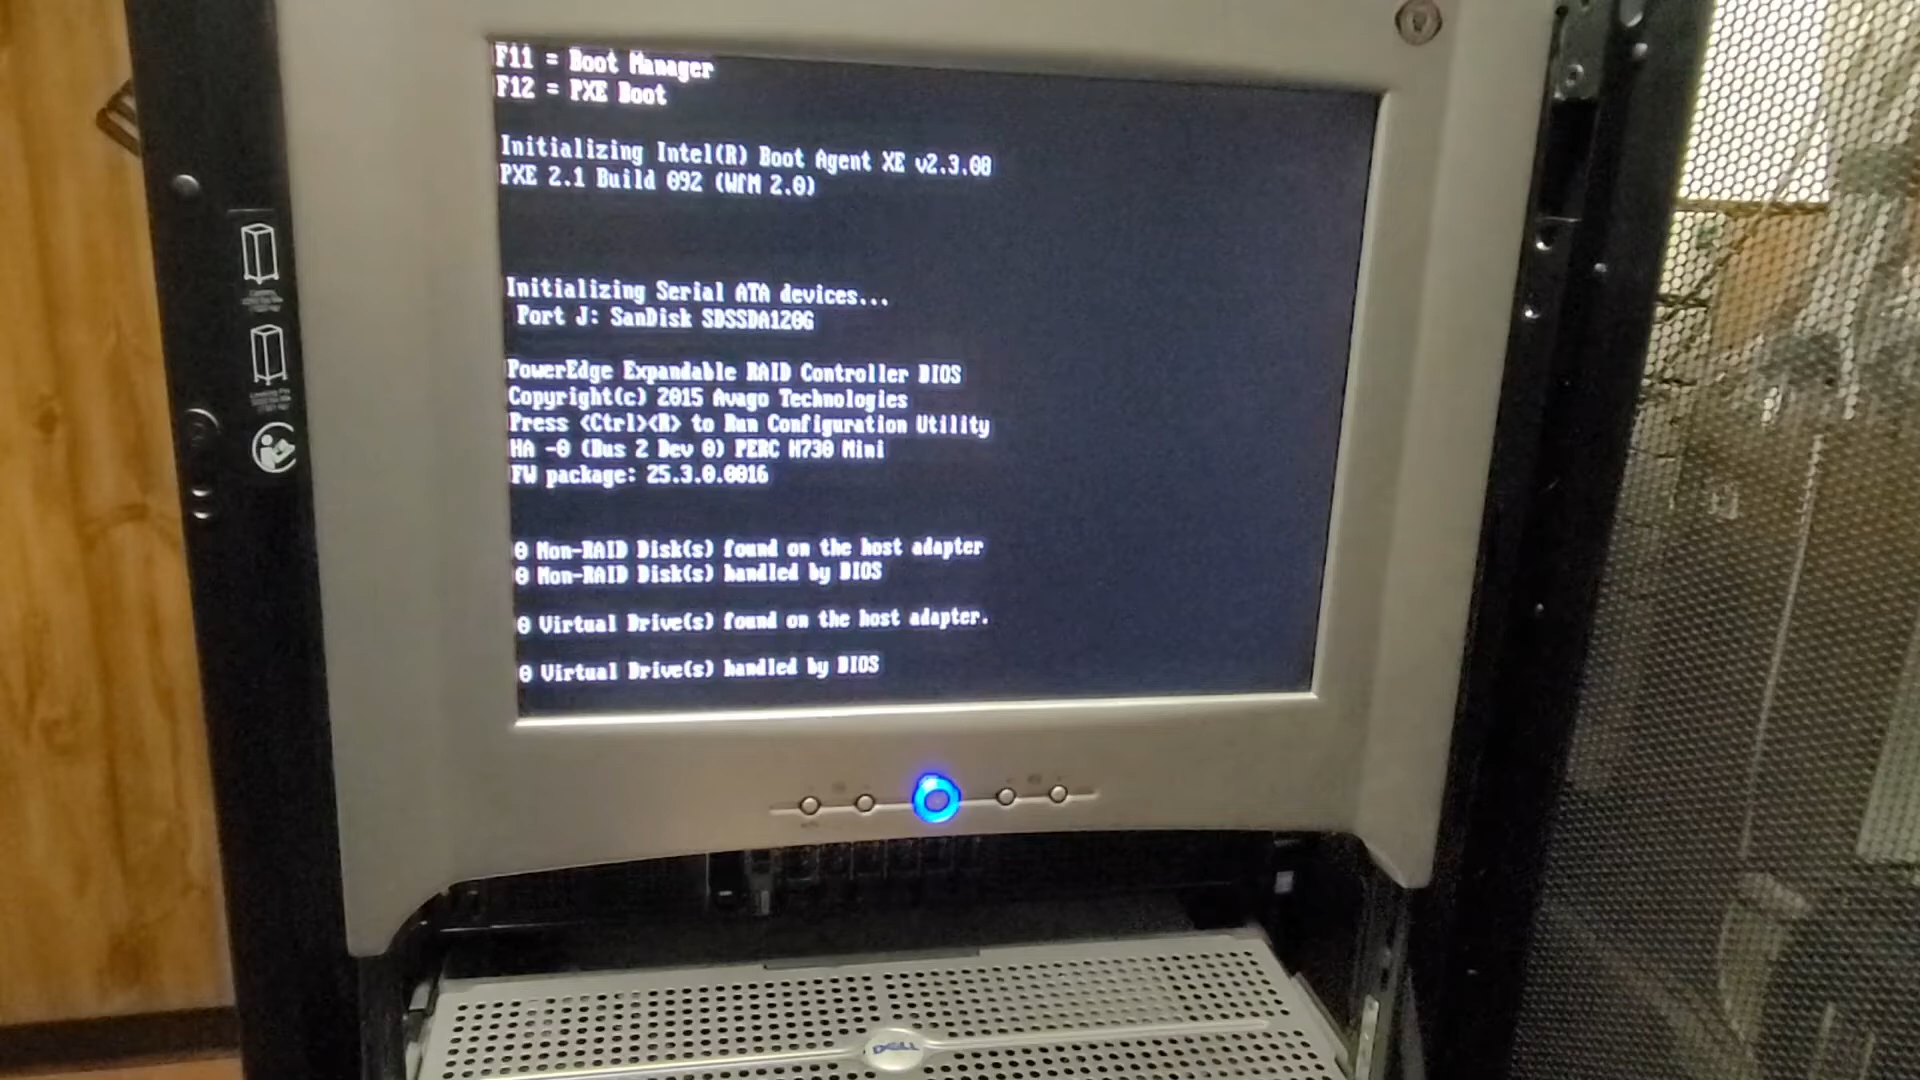 F11 = Boot Manager
F12 = PXE Boot
Initializing Intel(R) Boot Agent XE v2.3.08
PXE 2.1 Build 092 (WfM 2.0)
Initializing Serial ATA devices...
Port J: SanDisk SDSSDA120G
PowerEdge Expandable RAID Controller BIOS
Copyright(c) 2015 Avago Technologies
Press <Ctrl><R> to Run Configuration Utility
HA -0 (Bus 2 Dev 0) PERC H730 Mini
FW package: 25.3.0.0016
0 Non-RAID Disk(s) found on the host adapter
0 Non-RAID Disk(s) handled by BIOS
0 Virtual Drive(s) found on the host adapter.
0 Virtual Drive(s) handled by BIOS
DELL